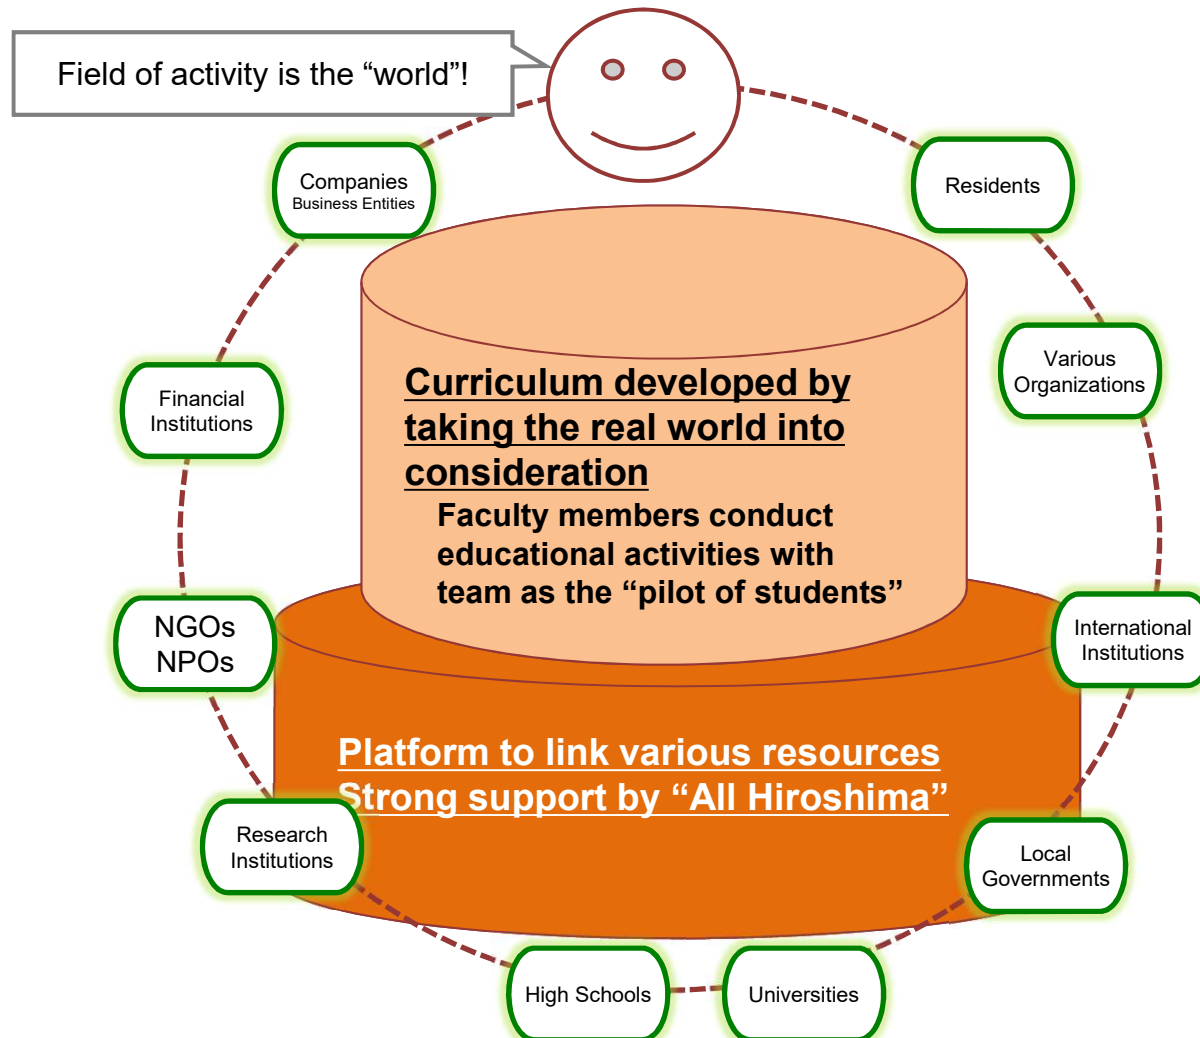 Field of activity is the “world”!
Companies
Business Entities
Residents
Financial
Institutions
Various
Organizations
Curriculum developed by
taking the real world into
consideration
Faculty members conduct
educational activities with
team as the “pilot of students”
NGOs
NPOs
International
Institutions
Platform to link various resources
Strong support by “All Hiroshima”
Research
Institutions
Local
Governments
High Schools
Universities